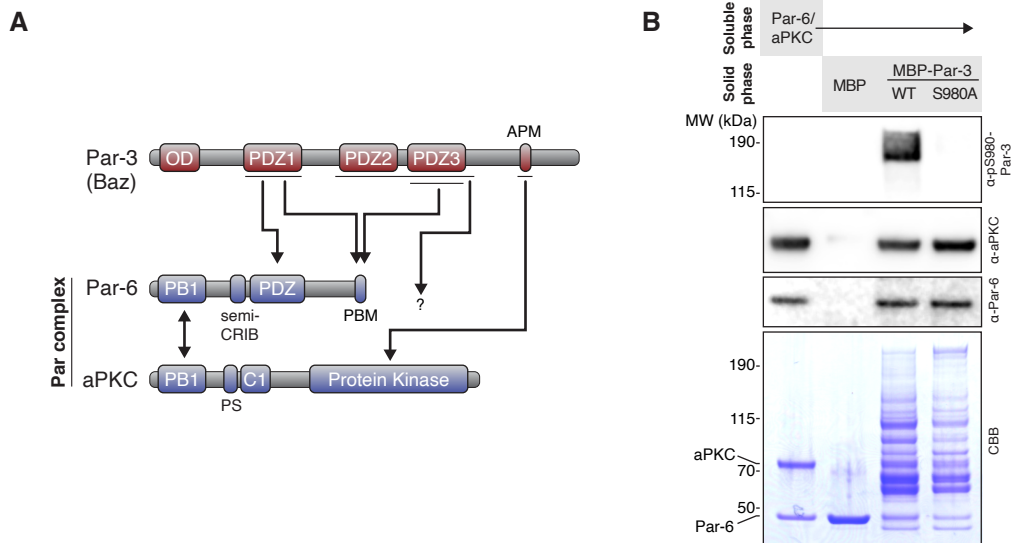 A
APM
Par-3
(Baz)
OD
PDZ1
PDZ2
PDZ3
Par complex
Par-6
PB1
semi-
CRIB
PDZ
PBM
?
aPKC
PB1
PS
C1
Protein Kinase
B
Soluble
phase
Par-6/
aPKC
Solid
phase
MBP
MBP-Par-3
WT
S980A
MW (kDa)
190-
115-
α-pS980-
Par-3
α-aPKC
α-Par-6
190-
115-
aPKC
70-
50-
Par-6
CBB